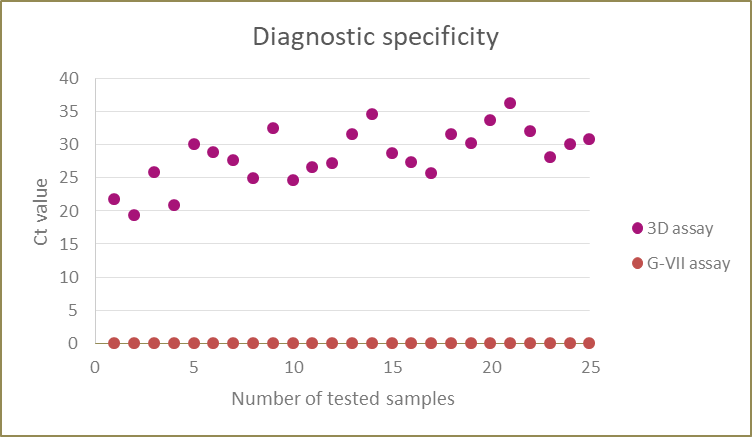 Diagnostic specificity
40
35
30
25
20
15
10
5
0
Ct value
0 5 10 15 20 25
Number of tested samples
3D assay
G-VII assay